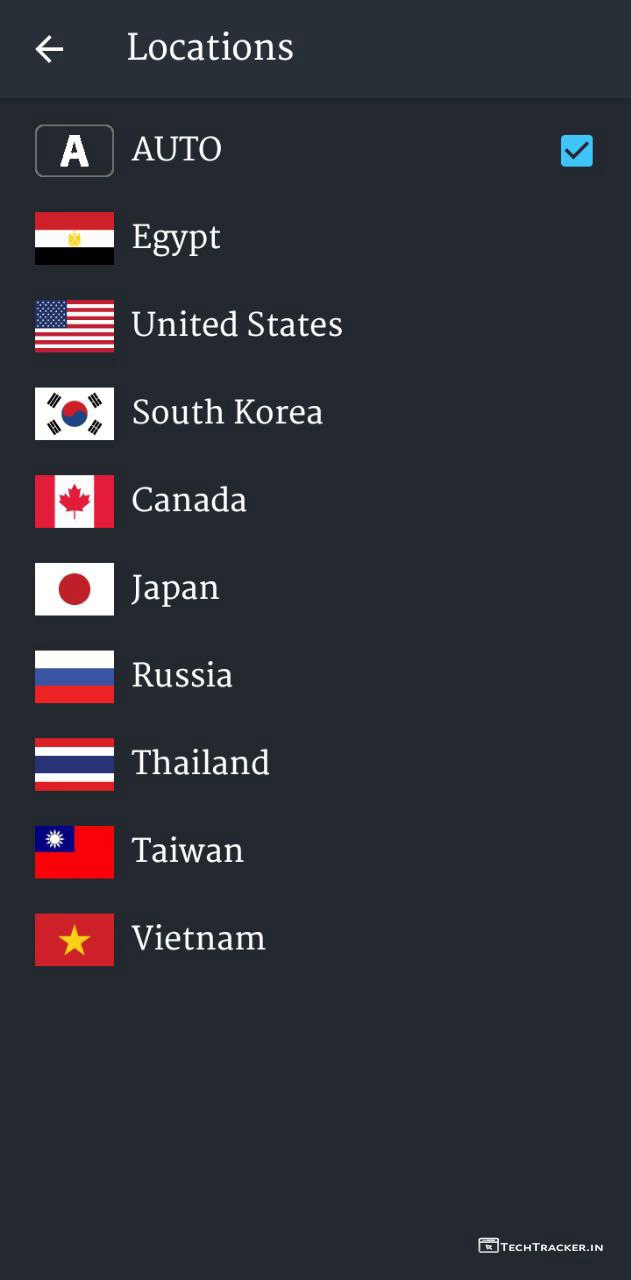 Locations
A AUTO
Egypt
United States
South Korea
Canada
Japan
Russia
Thailand
Taiwan
Vietnam
TECHTRACKER.IN